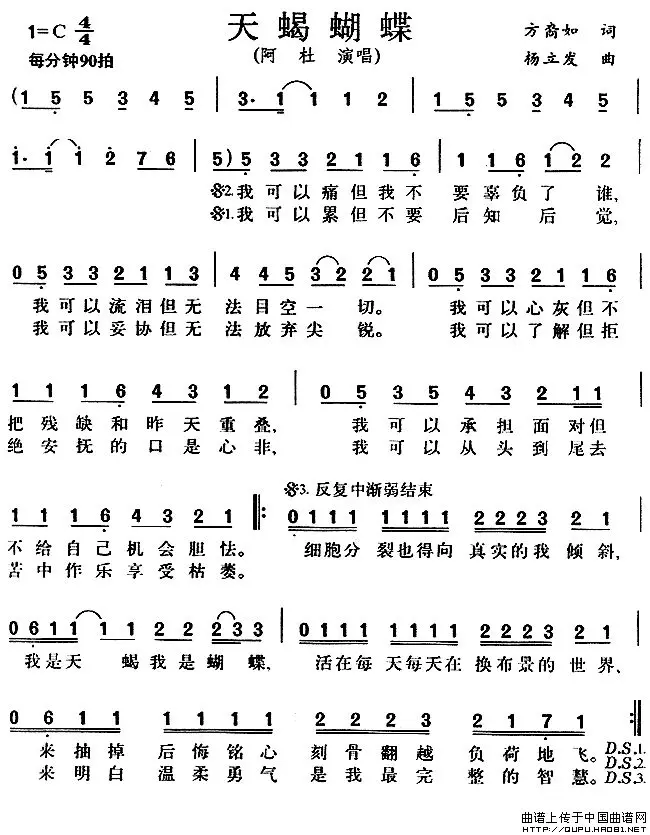 1=C 4/4
天蝎蝴蝶
方裔如 词
每分钟90拍
(阿杜 演唱)
杨立发 曲
(1 5 5 3 4 5 | 3· 1 1 1 2 | 1 5 5 5 3 4 5 |
1· 1 1 1 2 7 6 | 5) 5 3 3 2 1 1 6 | 1 1 6 1 2 2 |
𝄋2.我可以痛但我不 要辜负了 谁,
𝄋1.我可以累但不要 后知 后 觉,
0 5 3 3 2 1 1 3 | 4 4 5 3 2 2 1 | 0 5 3 3 2 1 1 6 |
我可以流泪但无 法目空一 切。 我可以心灰但不
我可以妥协但无 法放弃尖 锐。 我可以了解但拒
1 1 1 6 4 3 1 2 | 0 5 3 5 4 3 2 1 1 |
把残缺和昨天重叠, 我可以承担面对但
绝安抚的口是心非, 我可以从头到尾去
𝄋3. 反复中渐弱结束
1 1 1 6 4 3 2 1 :‖: 0 1 1 1 1 1 1 1 2 2 2 3 2 1 |
不给自己机会胆怯。 细胞分 裂也得向 真实的我 倾斜,
苦中作乐享受枯萎。
0 6 1 1 1 1 2 2 2 3 3 | 0 1 1 1 1 1 1 1 2 2 2 3 2 1 |
我是天 蝎我是蝴 蝶, 活在每 天每天在 换布景的 世界,
0 6 1 1 1 1 1 1 2 2 2 3 2 1 7 1 :‖
来抽掉 后悔铭心 刻骨翻越 负荷地飞。D.S.1.
D.S.2.
来明白 温柔勇气 是我最完 整的智慧。D.S.3.
曲谱上传于中国曲谱网
HTTP://QUPU.HAO81.NET